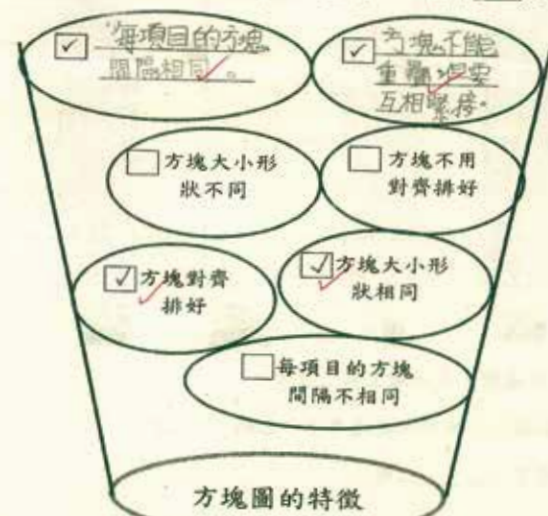 每項目的方塊
間隔相同。
方塊不能
重疊,但要
互相緊接。
方塊大小形
狀不同
方塊不用
對齊排好
方塊對齊
排好
方塊大小形
狀相同
每項目的方塊
間隔不相同
方塊圖的特徵